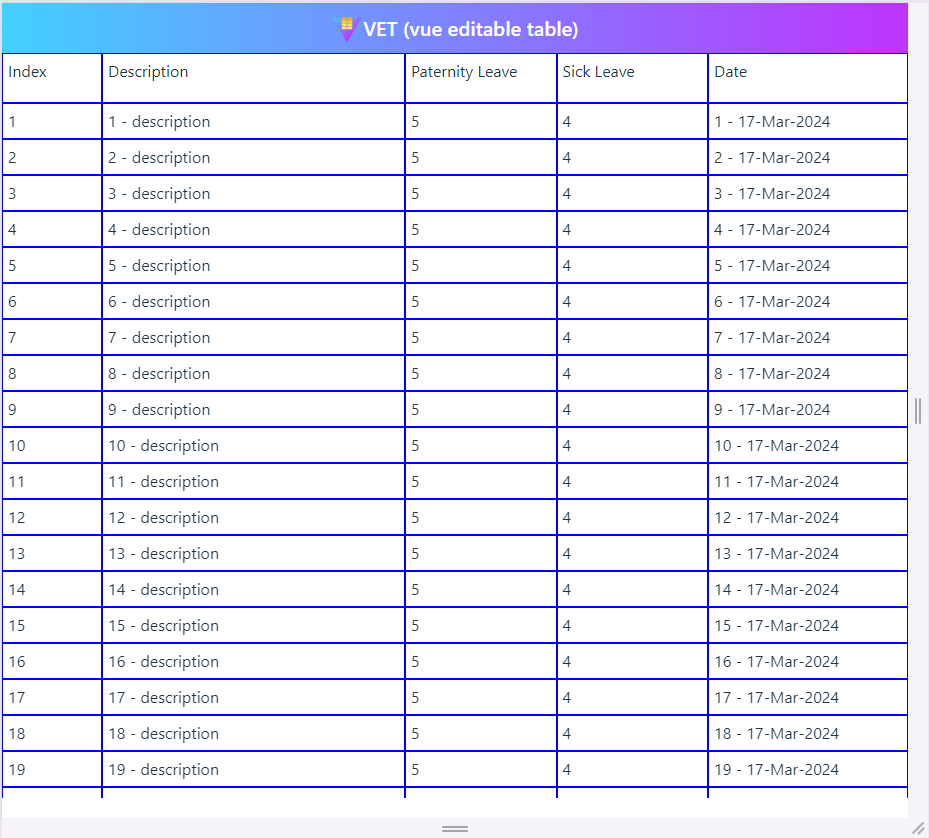 VET (vue editable table)
Index Description Paternity Leave Sick Leave Date
1 1 - description 5 4 1 - 17-Mar-2024
2 2 - description 5 4 2 - 17-Mar-2024
3 3 - description 5 4 3 - 17-Mar-2024
4 4 - description 5 4 4 - 17-Mar-2024
5 5 - description 5 4 5 - 17-Mar-2024
6 6 - description 5 4 6 - 17-Mar-2024
7 7 - description 5 4 7 - 17-Mar-2024
8 8 - description 5 4 8 - 17-Mar-2024
9 9 - description 5 4 9 - 17-Mar-2024
10 10 - description 5 4 10 - 17-Mar-2024
11 11 - description 5 4 11 - 17-Mar-2024
12 12 - description 5 4 12 - 17-Mar-2024
13 13 - description 5 4 13 - 17-Mar-2024
14 14 - description 5 4 14 - 17-Mar-2024
15 15 - description 5 4 15 - 17-Mar-2024
16 16 - description 5 4 16 - 17-Mar-2024
17 17 - description 5 4 17 - 17-Mar-2024
18 18 - description 5 4 18 - 17-Mar-2024
19 19 - description 5 4 19 - 17-Mar-2024